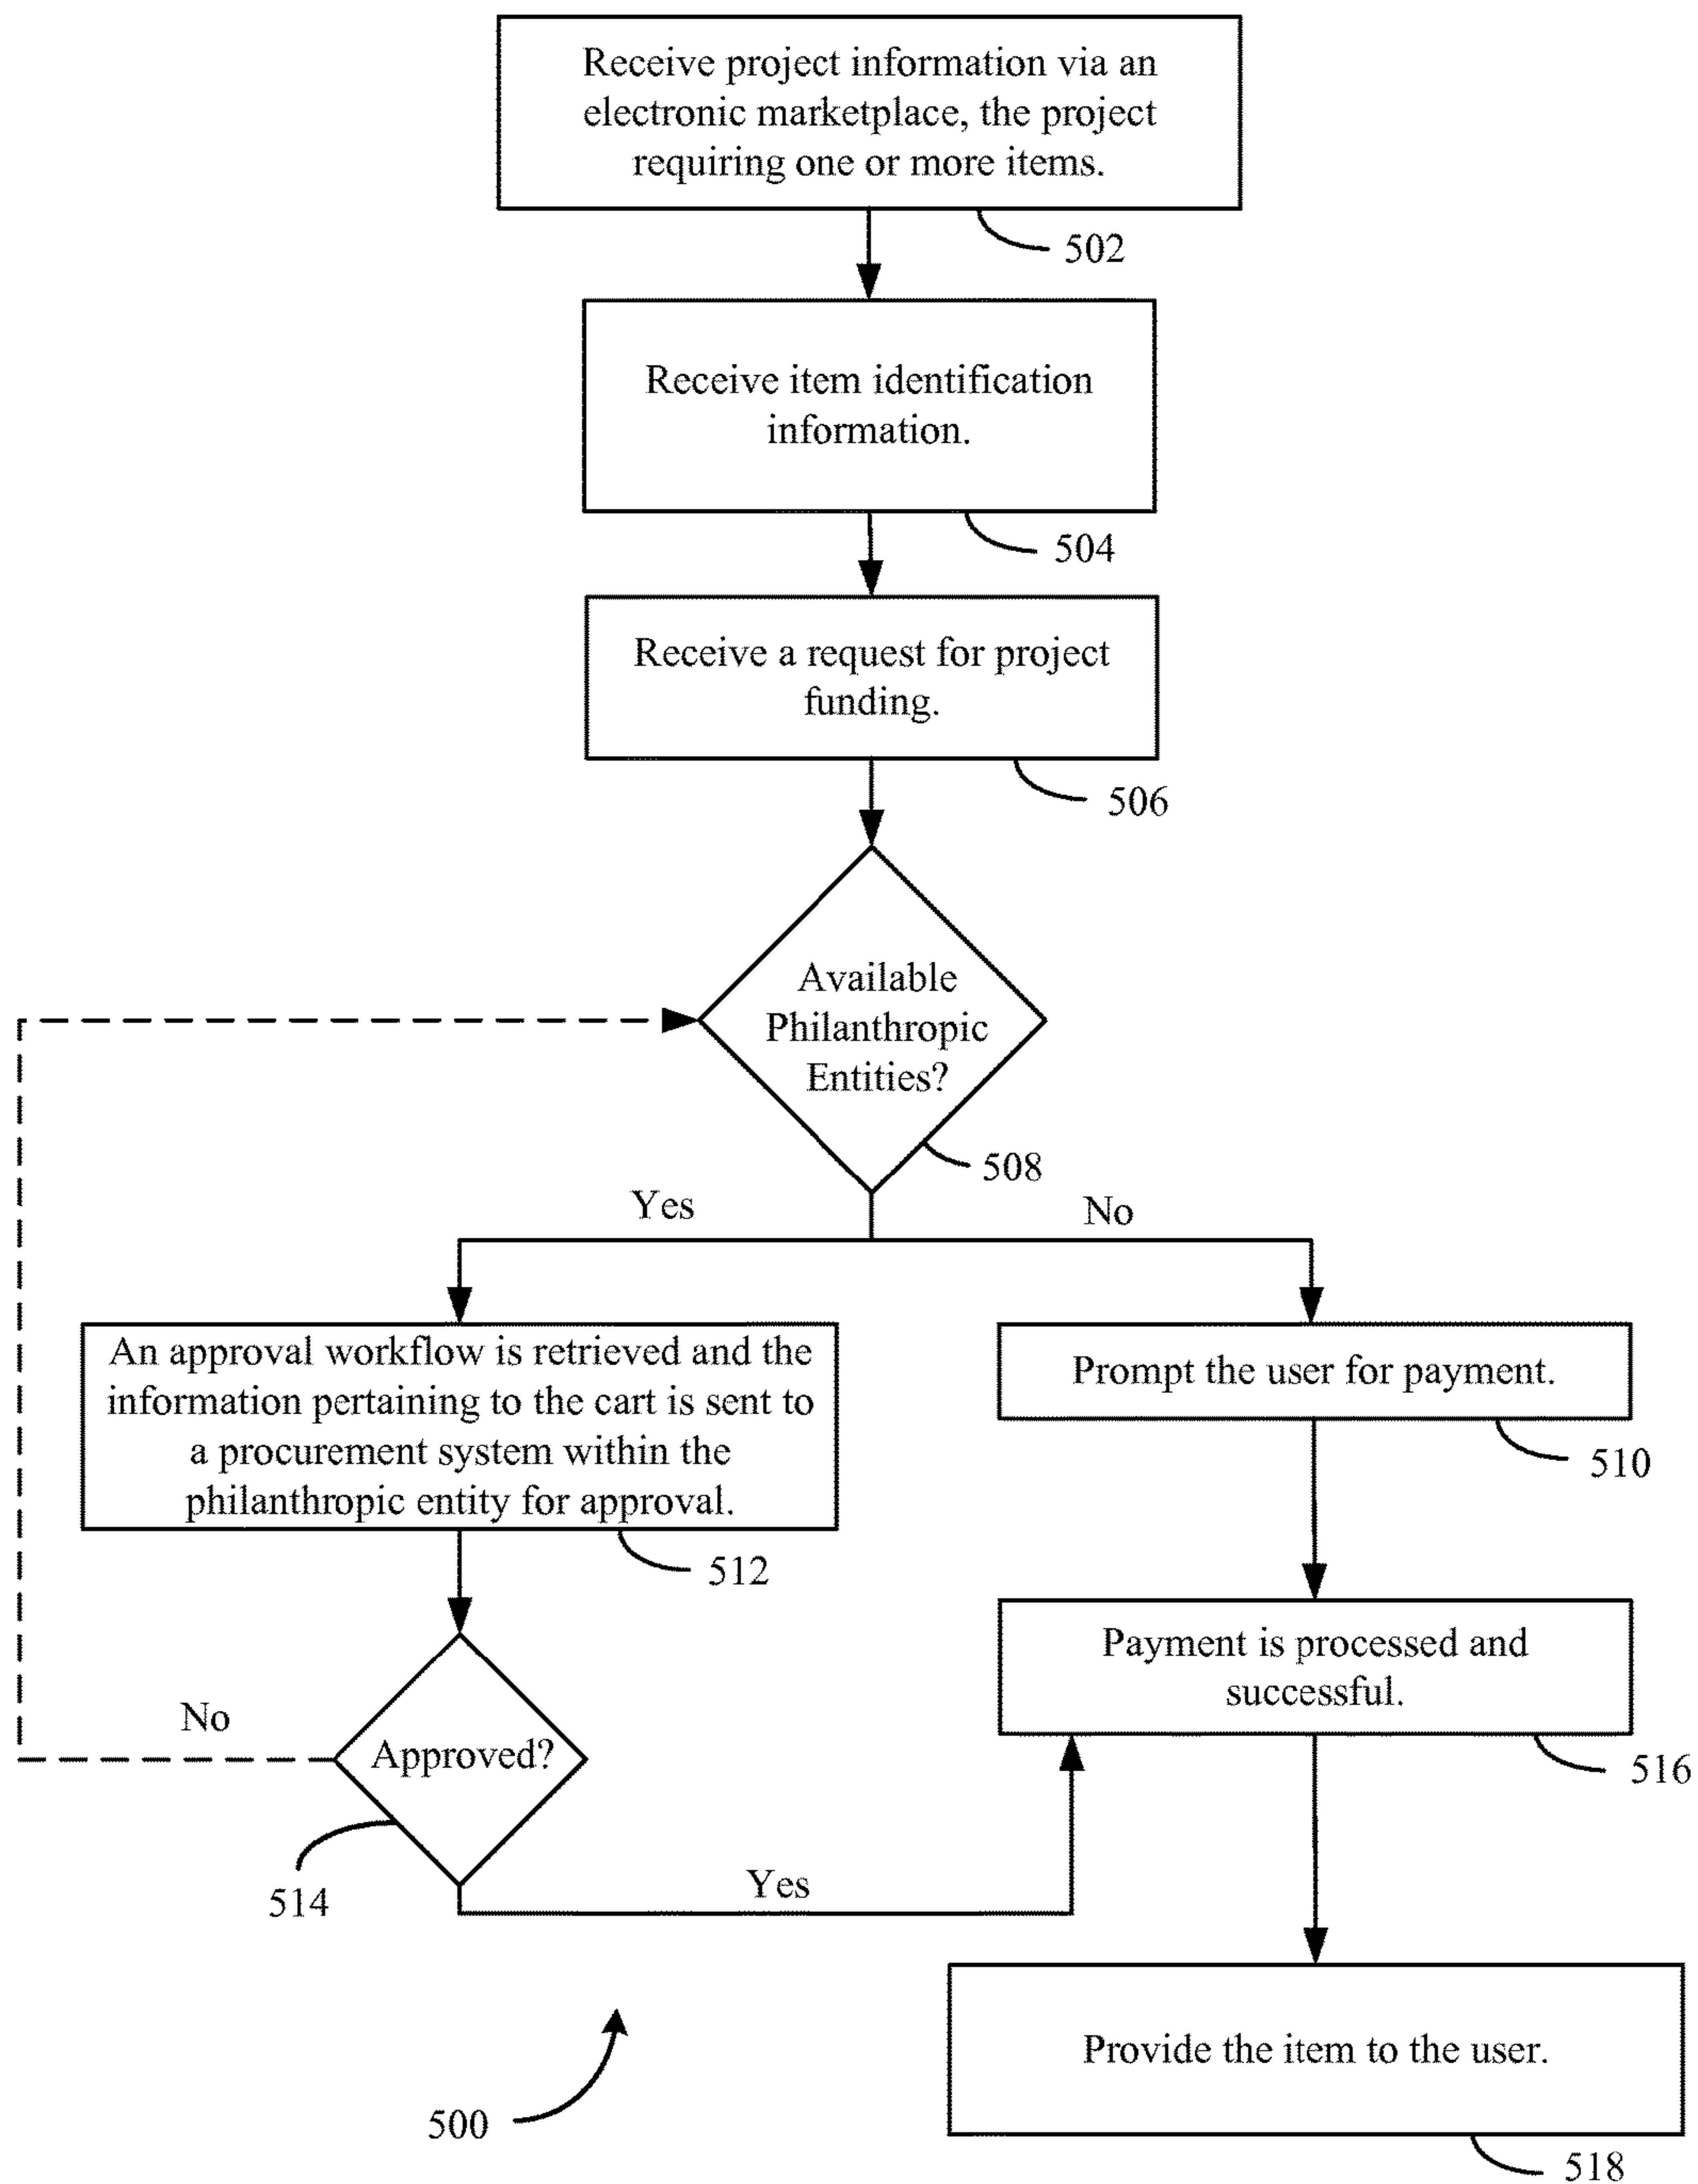 Receive project information via an
electronic marketplace, the project
requiring one or more items.
502
Receive item identification
information.
504
Receive a request for project
funding.
506
Available
Philanthropic
Entities?
508
Yes
No
An approval workflow is retrieved and the
information pertaining to the cart is sent to
a procurement system within the
philanthropic entity for approval.
512
Prompt the user for payment.
510
Payment is processed and
successful.
516
No
Approved?
514
Yes
Provide the item to the user.
518
500